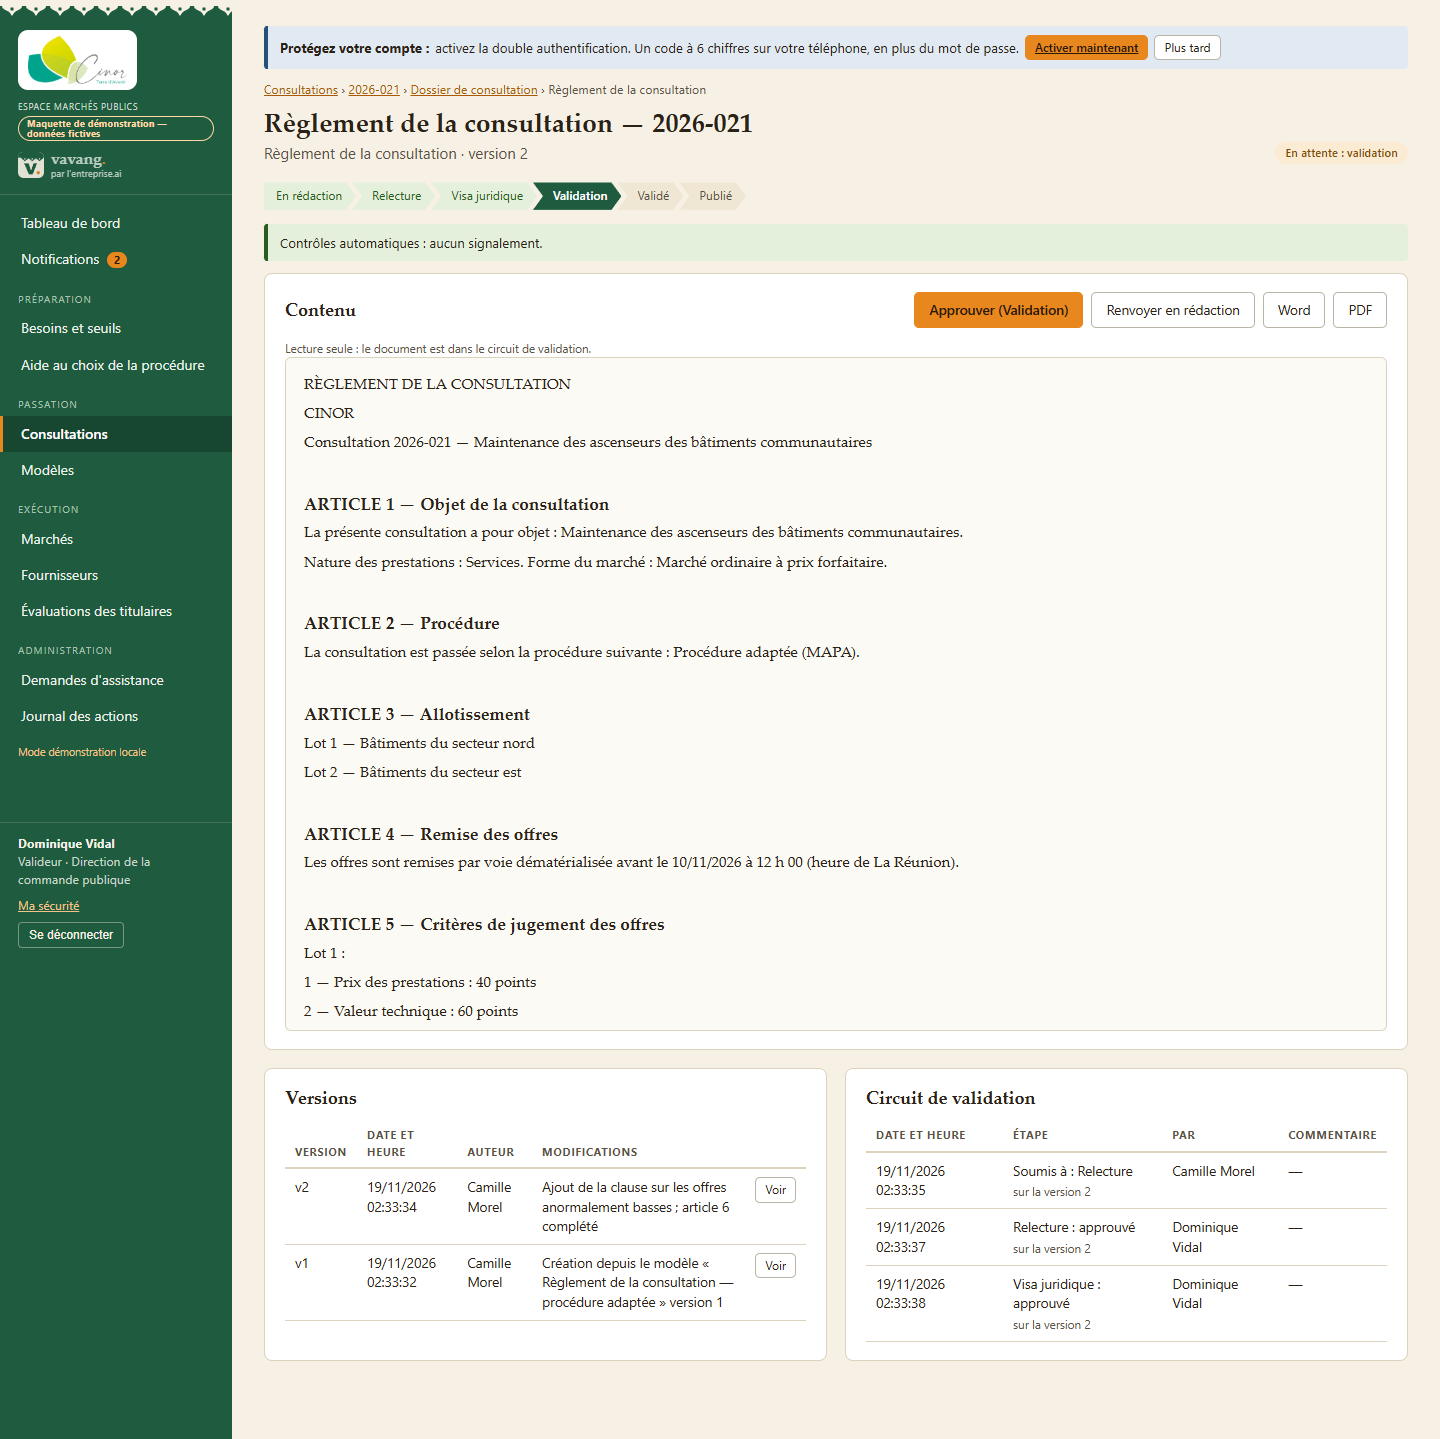 Cinor
Terre d'Avenir
ESPACE MARCHÉS PUBLICS
Maquette de démonstration —
données fictives
vavang.
par l'entreprise.ai
Tableau de bord
Notifications 2
PRÉPARATION
Besoins et seuils
Aide au choix de la procédure
PASSATION
Consultations
Modèles
EXÉCUTION
Marchés
Fournisseurs
Évaluations des titulaires
ADMINISTRATION
Demandes d'assistance
Journal des actions
Mode démonstration locale
Dominique Vidal
Valideur · Direction de la
commande publique
Ma sécurité
Se déconnecter
Protégez votre compte : activez la double authentification. Un code à 6 chiffres sur votre téléphone, en plus du mot de passe. Activer maintenant Plus tard
Consultations › 2026-021 › Dossier de consultation › Règlement de la consultation
Règlement de la consultation — 2026-021
Règlement de la consultation · version 2
En attente : validation
En rédaction Relecture Visa juridique Validation Validé Publié
Contrôles automatiques : aucun signalement.
Contenu
Approuver (Validation) Renvoyer en rédaction Word PDF
Lecture seule : le document est dans le circuit de validation.
RÈGLEMENT DE LA CONSULTATION
CINOR
Consultation 2026-021 — Maintenance des ascenseurs des bâtiments communautaires
ARTICLE 1 — Objet de la consultation
La présente consultation a pour objet : Maintenance des ascenseurs des bâtiments communautaires.
Nature des prestations : Services. Forme du marché : Marché ordinaire à prix forfaitaire.
ARTICLE 2 — Procédure
La consultation est passée selon la procédure suivante : Procédure adaptée (MAPA).
ARTICLE 3 — Allotissement
Lot 1 — Bâtiments du secteur nord
Lot 2 — Bâtiments du secteur est
ARTICLE 4 — Remise des offres
Les offres sont remises par voie dématérialisée avant le 10/11/2026 à 12 h 00 (heure de La Réunion).
ARTICLE 5 — Critères de jugement des offres
Lot 1 :
1 — Prix des prestations : 40 points
2 — Valeur technique : 60 points
Versions
VERSION DATE ET HEURE AUTEUR MODIFICATIONS
v2 19/11/2026 Camille Ajout de la clause sur les offres Voir
02:33:34 Morel anormalement basses ; article 6
complété
v1 19/11/2026 Camille Création depuis le modèle « Voir
02:33:32 Morel Règlement de la consultation —
procédure adaptée » version 1
Circuit de validation
DATE ET HEURE ÉTAPE PAR COMMENTAIRE
19/11/2026 Soumis à : Relecture Camille Morel —
02:33:35 sur la version 2
19/11/2026 Relecture : approuvé Dominique —
02:33:37 sur la version 2 Vidal
19/11/2026 Visa juridique : Dominique —
02:33:38 approuvé Vidal
sur la version 2